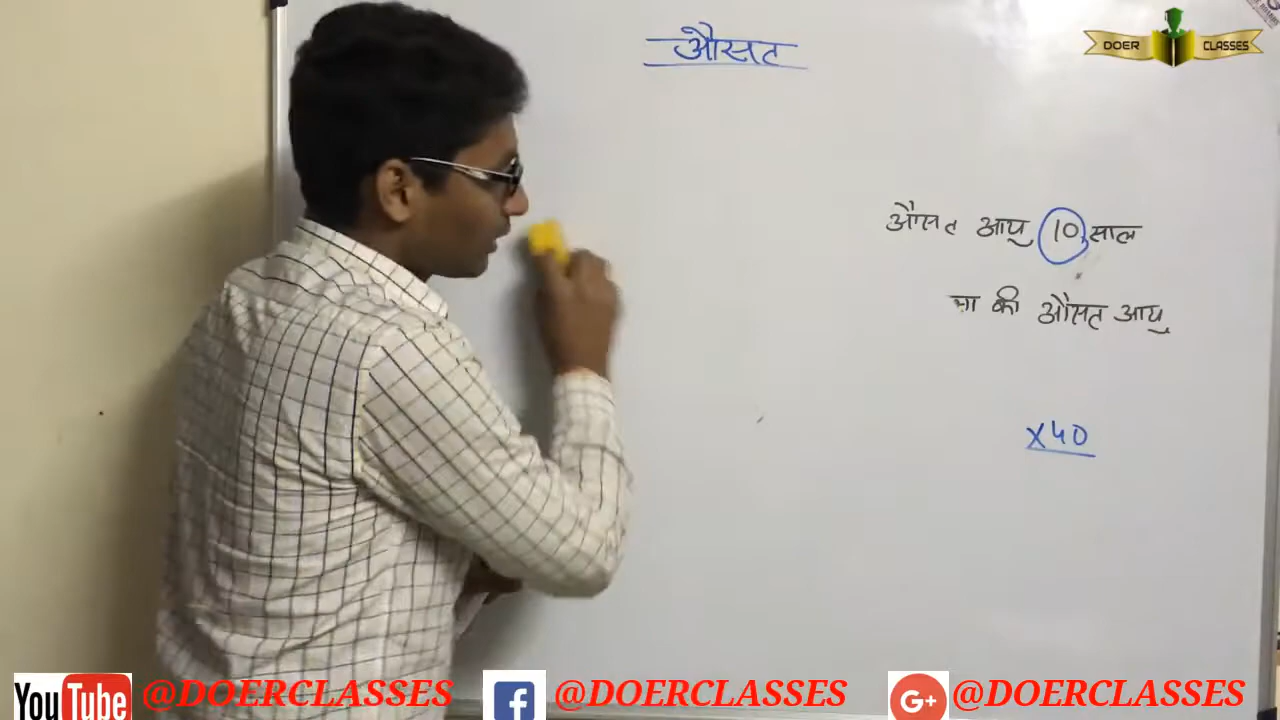 औसत
DOER CLASSES
औसत आयु 10 साल
की औसत आयु
x40
YouTube @DOERCLASSES
f @DOERCLASSES
G+ @DOERCLASSES